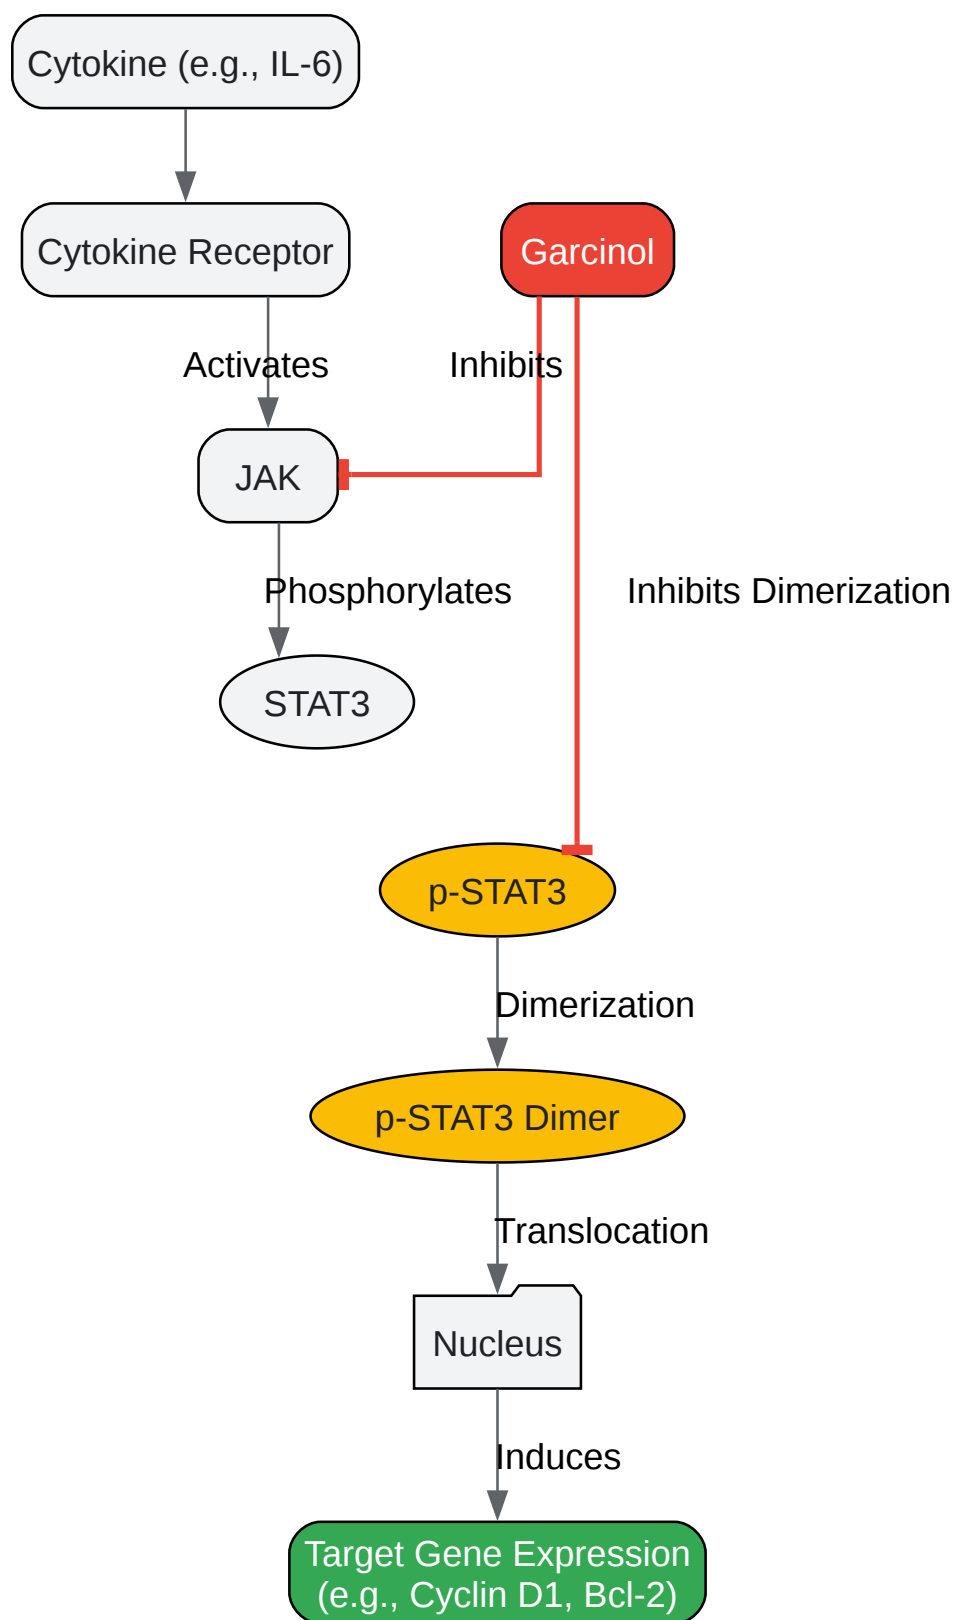 Cytokine (e.g., IL-6)
Cytokine Receptor
Garcinol
Activates
Inhibits
JAK
Phosphorylates
Inhibits Dimerization
STAT3
p-STAT3
Dimerization
p-STAT3 Dimer
Translocation
Nucleus
Induces
Target Gene Expression
(e.g., Cyclin D1, Bcl-2)